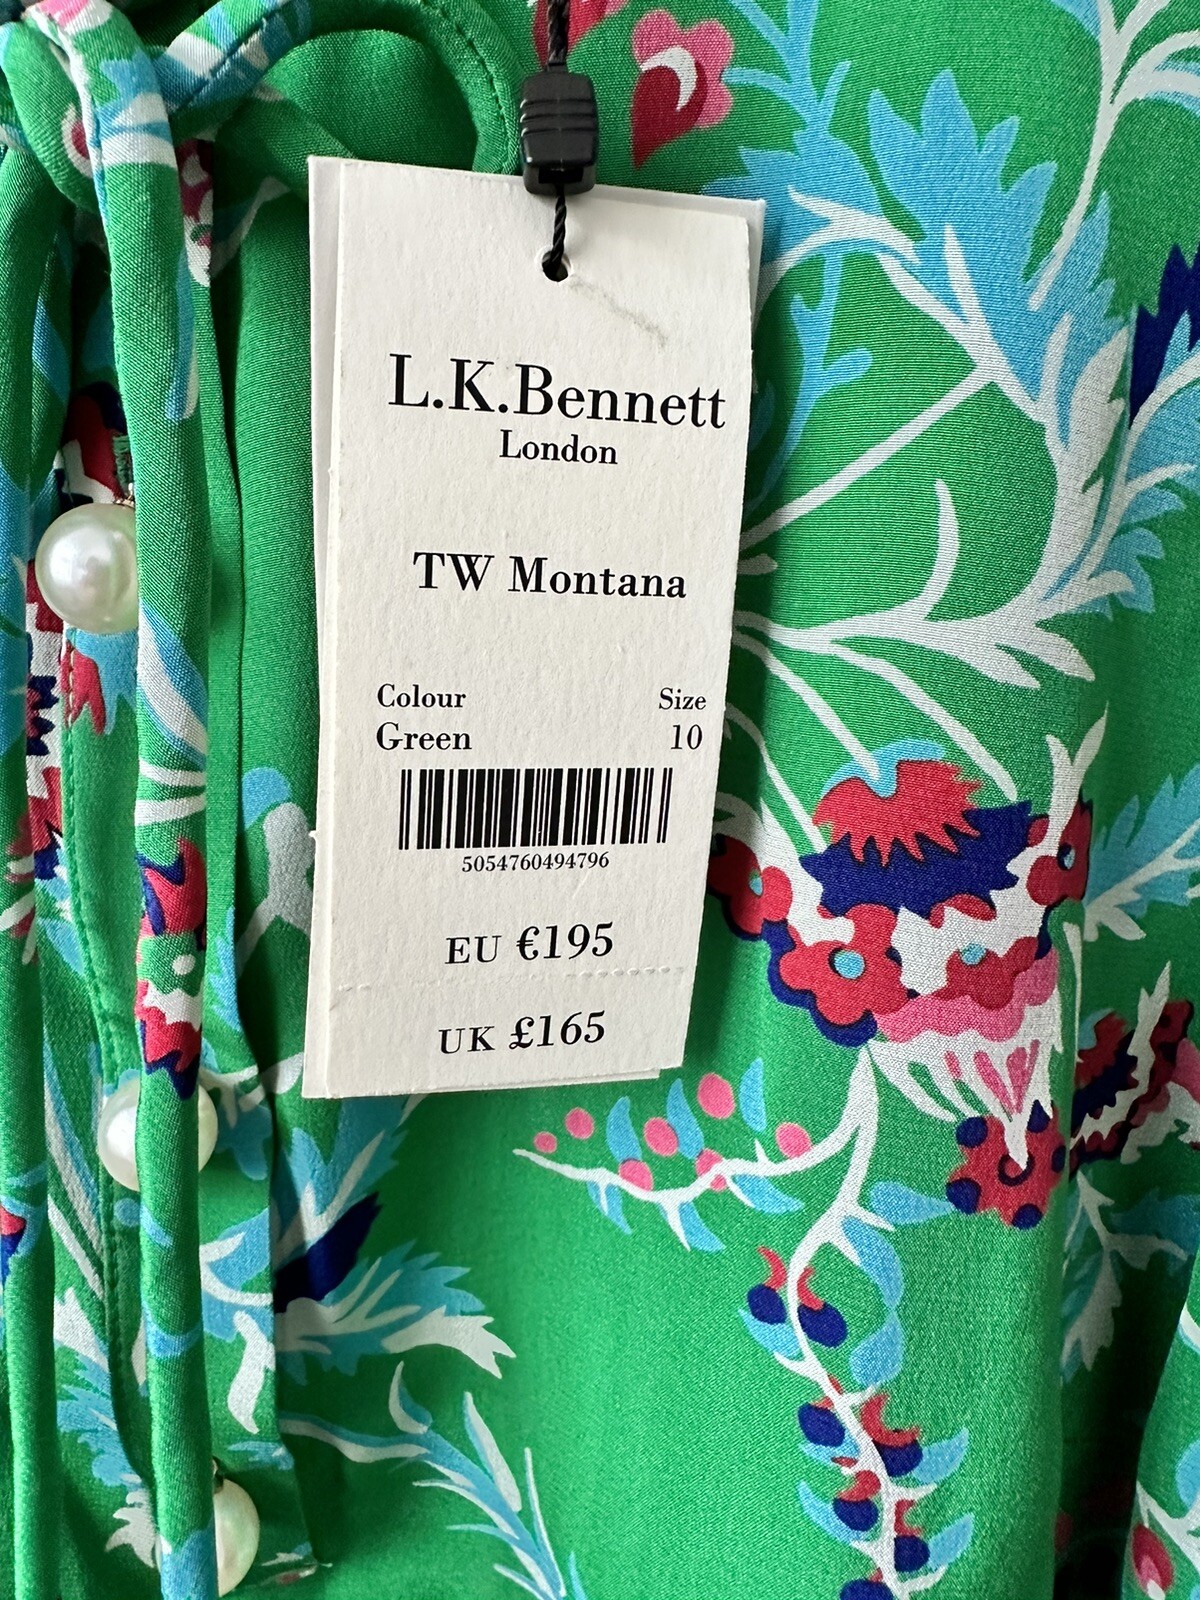 L.K.Bennett
London
TW Montana
Colour Size
Green 10
5054760494796
EU €195
UK £165